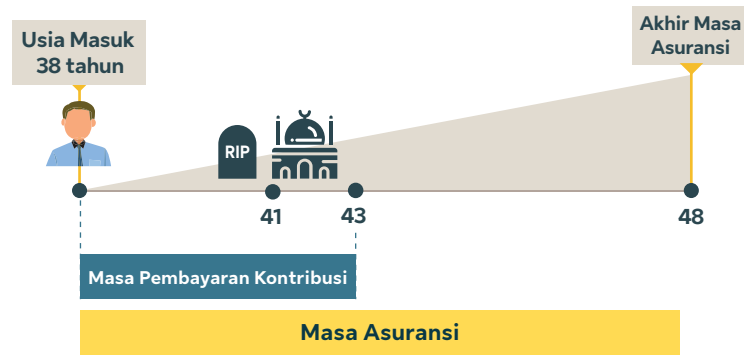 Usia Masuk
38 tahun
Akhir Masa
Asuransi
RIP
41
43
48
Masa Pembayaran Kontribusi
Masa Asuransi